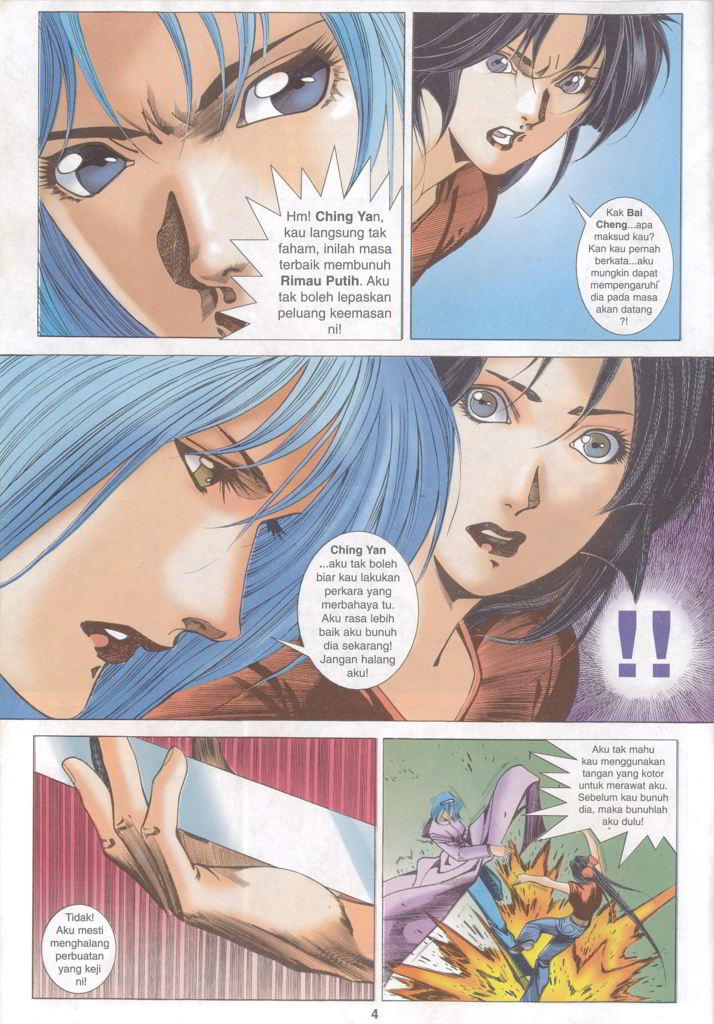 Hm! Ching Yan,
kau langsung tak
faham, inilah masa
terbaik membunuh
Rimau Putih. Aku
tak boleh lepaskan
peluang keemasan
ni!
Kak Bai
Cheng...apa
maksud kau?
Kan kau pernah
berkata...aku
mungkin dapat
mempengaruhi
dia pada masa
akan datang
?!
Ching Yan
...aku tak boleh
biar kau lakukan
perkara yang
merbahaya tu.
Aku rasa lebih
baik aku bunuh
dia sekarang!
Jangan halang
aku!
!!
Tidak!
Aku mesti
menghalang
perbuatan
yang keji
ni!
Aku tak mahu
kau menggunakan
tangan yang kotor
untuk merawat aku.
Sebelum kau bunuh
dia, maka bunuhlah
aku dulu!
4